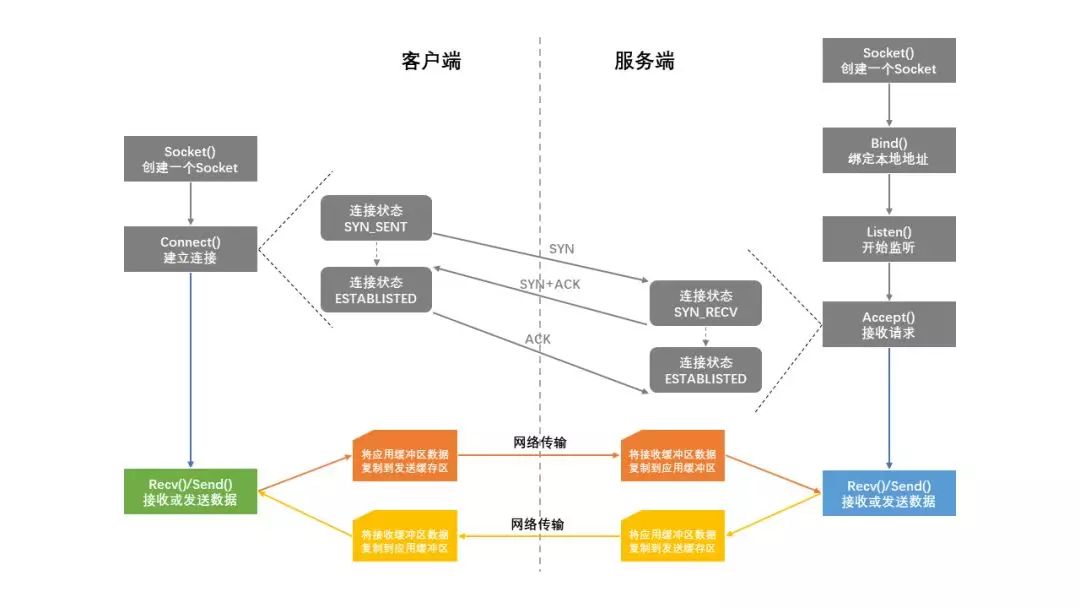 客户端
服务端
Socket()
创建一个Socket
Bind()
绑定本地地址
Socket()
创建一个Socket
连接状态
SYN_SENT
Listen()
开始监听
Connect()
建立连接
SYN
连接状态
ESTABLISTED
SYN+ACK
连接状态
SYN_RECV
Accept()
接收请求
ACK
连接状态
ESTABLISTED
网络传输
将应用缓冲区数据
复制到发送缓存区
将接收缓冲区数据
复制到应用缓冲区
Recv()/Send()
接收或发送数据
Recv()/Send()
接收或发送数据
网络传输
将接收缓冲区数据
复制到应用缓冲区
将应用缓冲区数据
复制到发送缓存区